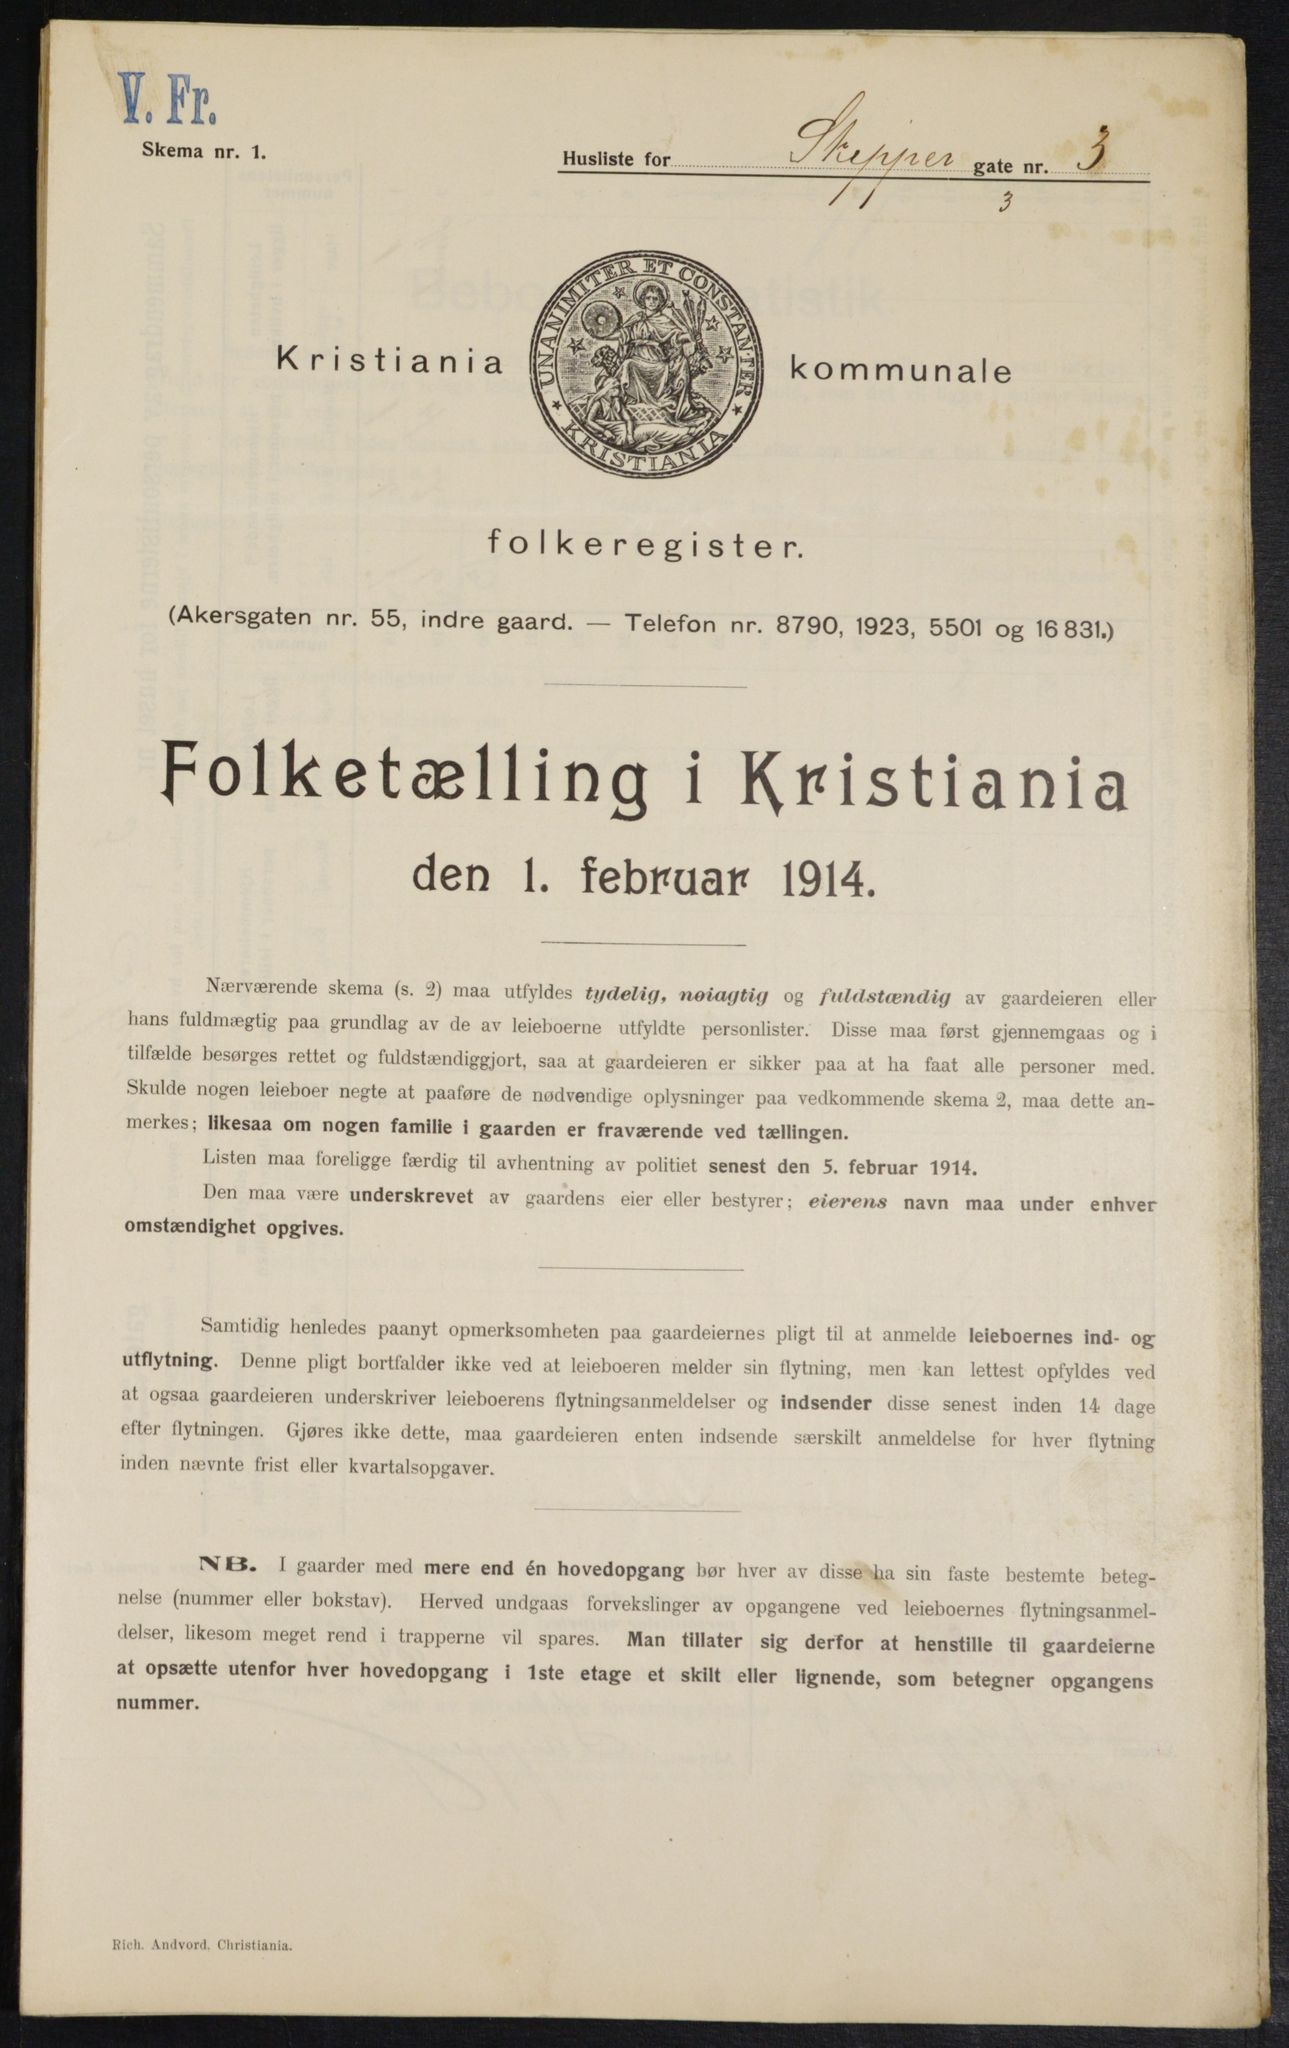 V. Fr.
Skema nr. 1.
Husliste for Skipper gate nr. 3
3
UNANIMITER ET CONSTANTER
KRISTIANIA
Kristiania kommunale
folkeregister.
(Akersgaten nr. 55, indre gaard. — Telefon nr. 8790, 1923, 5501 og 16 831.)
Folketælling i Kristiania
den 1. februar 1914.
Nærværende skema (s. 2) maa utfyldes tydelig, nøiagtig og fuldstændig av gaardeieren eller
hans fuldmægtig paa grundlag av de av leieboerne utfyldte personlister. Disse maa først gjennemgaas og i
tilfælde besørges rettet og fuldstændiggjort, saa at gaardeieren er sikker paa at ha faat alle personer med.
Skulde nogen leieboer negte at paaføre de nødvendige oplysninger paa vedkommende skema 2, maa dette an-
merkes; likesaa om nogen familie i gaarden er fraværende ved tællingen.
Listen maa foreligge færdig til avhentning av politiet senest den 5. februar 1914.
Den maa være underskrevet av gaardens eier eller bestyrer; eierens navn maa under enhver
omstændighet opgives.
Samtidig henledes paanyt opmerksomheten paa gaardeiernes pligt til at anmelde leieboernes ind- og
utflytning. Denne pligt bortfalder ikke ved at leieboeren melder sin flytning, men kan lettest opfyldes ved
at ogsaa gaardeieren underskriver leieboerens flytningsanmeldelser og indsender disse senest inden 14 dage
efter flytningen. Gjøres ikke dette, maa gaardeieren enten indsende særskilt anmeldelse for hver flytning
inden nævnte frist eller kvartalsopgaver.
NB. I gaarder med mere end én hovedopgang bør hver av disse ha sin faste bestemte beteg-
nelse (nummer eller bokstav). Herved undgaas forvekslinger av opgangene ved leieboernes flytningsanmel-
delser, likesom meget rend i trapperne vil spares. Man tillater sig derfor at henstille til gaardeierne
at opsætte utenfor hver hovedopgang i 1ste etage et skilt eller lignende, som betegner opgangens
nummer.
Rich. Andvord, Christiania.